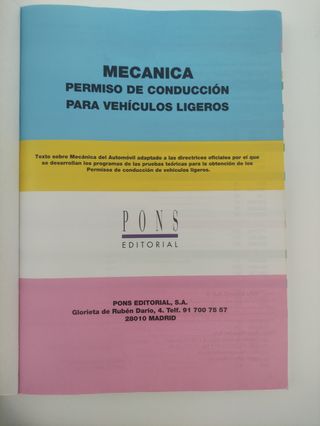 MECANICA
PERMISO DE CONDUCCIÓN
PARA VEHÍCULOS LIGEROS
Texto sobre Mecánica del Automóvil adaptado a las directrices oficiales por el que
se desarrollan los programas de las pruebas teóricas para la obtención de los
Permisos de conducción de vehículos ligeros.
PONS
EDITORIAL
PONS EDITORIAL, S.A.
Glorieta de Rubén Darío, 4. Telf. 91 700 75 57
28010 MADRID